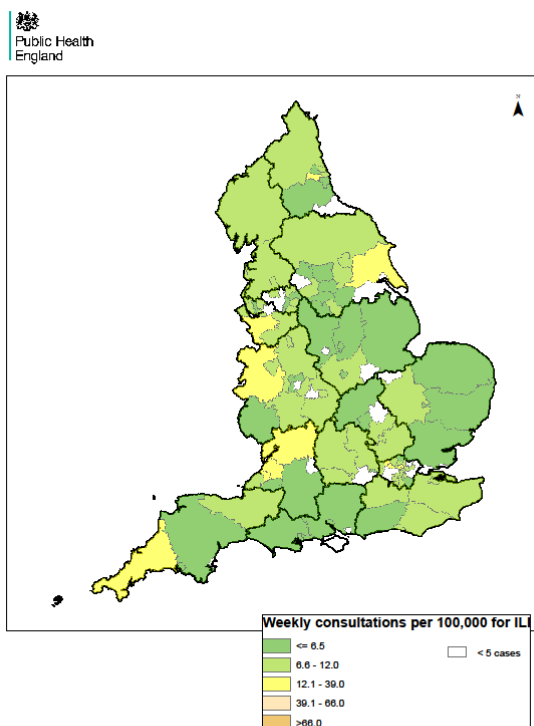 Public Health
England
N
Weekly consultations per 100,000 for ILI
<= 6.5
6.6 - 12.0
12.1 - 39.0
39.1 - 66.0
>66.0
< 5 cases